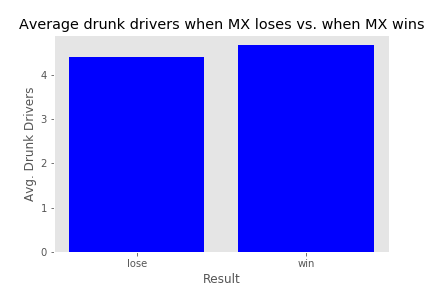 Average drunk drivers when MX loses vs. when MX wins
4
3
2
1
0
Avg. Drunk Drivers
lose
win
Result